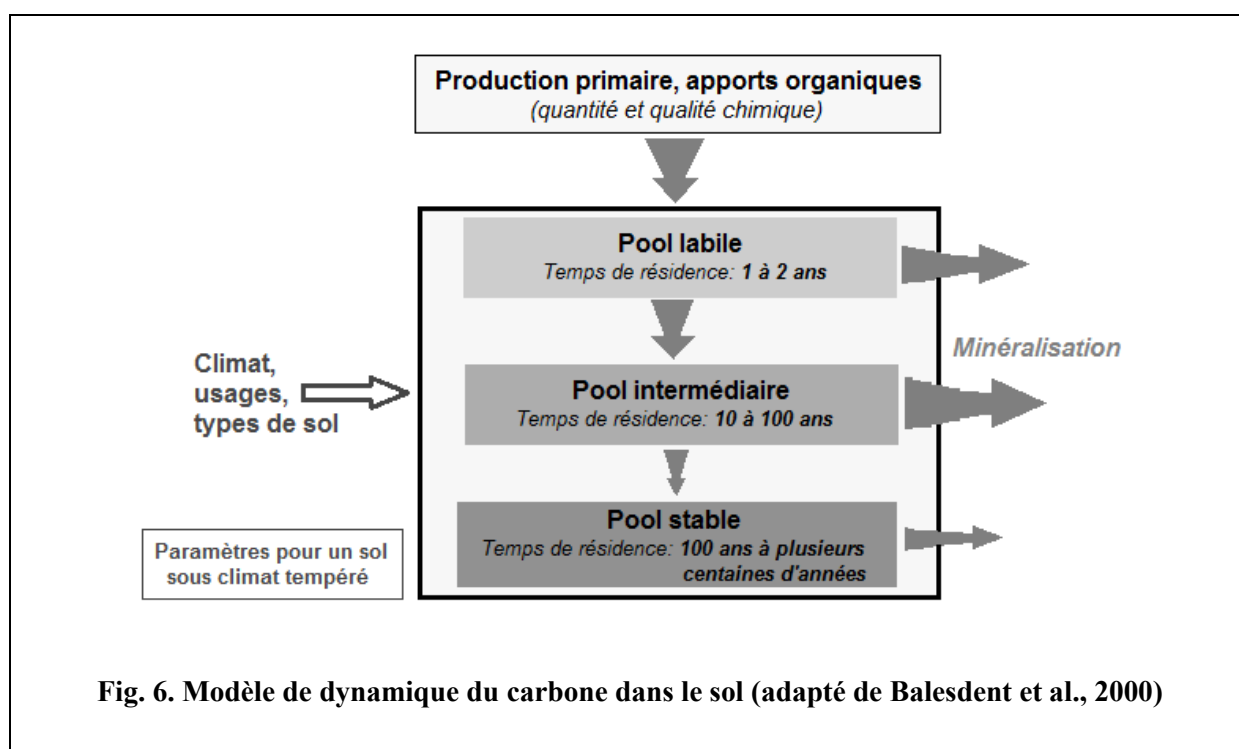 Production primaire, apports organiques
(quantité et qualité chimique)
Pool labile
Temps de résidence: 1 à 2 ans
Minéralisation
Climat,
usages,
types de sol
Pool intermédiaire
Temps de résidence: 10 à 100 ans
Pool stable
Temps de résidence: 100 ans à plusieurs
centaines d'années
Paramètres pour un sol
sous climat tempéré
Fig. 6. Modèle de dynamique du carbone dans le sol (adapté de Balesdent et al., 2000)